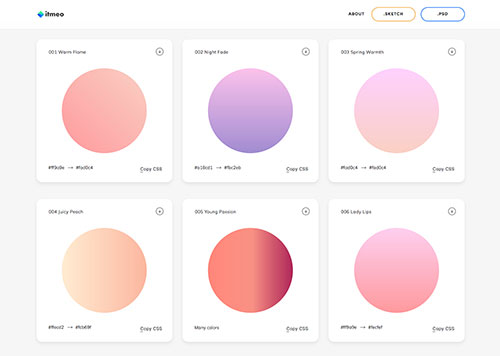 itmeo
ABOUT
.SKETCH
.PSD
001 Warm Flame
002 Night Fade
003 Spring Warmth
#ff9a9e → #fad0c4
Copy CSS
#a18cd1 → #fbc2eb
Copy CSS
#fad0c4 → #fad0c4
Copy CSS
004 Juicy Peach
005 Young Passion
006 Lady Lips
#ffecd2 → #fcb69f
Copy CSS
Many colors
Copy CSS
#ff9a9e → #fecfef
Copy CSS